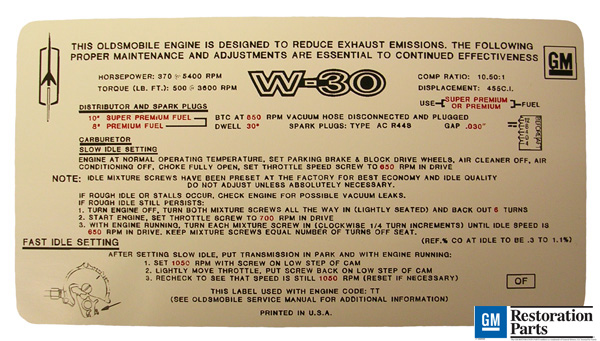 THIS OLDSMOBILE ENGINE IS DESIGNED TO REDUCE EXHAUST EMISSIONS. THE FOLLOWING
PROPER MAINTENANCE AND ADJUSTMENTS ARE ESSENTIAL TO CONTINUED EFFECTIVENESS
GM
HORSEPOWER: 370 @ 5400 RPM
TORQUE (LB. FT.): 500 @ 3600 RPM
W-30
COMP RATIO: 10.50:1
DISPLACEMENT: 455C.I.
DISTRIBUTOR AND SPARK PLUGS
USE SUPER PREMIUM OR PREMIUM FUEL
10° SUPER PREMIUM FUEL
8° PREMIUM FUEL
BTC AT 650 RPM VACUUM HOSE DISCONNECTED AND PLUGGED
DWELL 30° SPARK PLUGS: TYPE AC R44S GAP .030"
CARBURETOR
SLOW IDLE SETTING
ENGINE AT NORMAL OPERATING TEMPERATURE, SET PARKING BRAKE & BLOCK DRIVE WHEELS, AIR CLEANER OFF, AIR
CONDITIONING OFF, CHOKE FULLY OPEN, SET THROTTLE SPEED SCREW TO 650 RPM IN DRIVE
NOTE: IDLE MIXTURE SCREWS HAVE BEEN PRESET AT THE FACTORY FOR BEST ECONOMY AND IDLE QUALITY
DO NOT ADJUST UNLESS ABSOLUTELY NECESSARY.
IF ROUGH IDLE OR STALLS OCCUR, CHECK ENGINE FOR POSSIBLE VACUUM LEAKS.
IF ROUGH IDLE STILL PERSISTS:
1. TURN ENGINE OFF, TURN BOTH MIXTURE SCREWS ALL THE WAY IN (LIGHTLY SEATED) AND BACK OUT 6 TURNS
2. START ENGINE, SET THROTTLE SCREW TO 700 RPM IN DRIVE
3. WITH ENGINE RUNNING, TURN EACH MIXTURE SCREW IN (CLOCKWISE 1/4 TURN INCREMENTS) UNTIL IDLE SPEED IS
650 RPM IN DRIVE. KEEP MIXTURE SCREWS EQUAL NUMBER OF TURNS OFF SEAT.
(REF. % CO AT IDLE TO BE .3 TO 1.1%)
FAST IDLE SETTING
AFTER SETTING SLOW IDLE, PUT TRANSMISSION IN PARK AND WITH ENGINE RUNNING:
1. SET 1050 RPM WITH SCREW ON LOW STEP OF CAM
2. LIGHTLY MOVE THROTTLE, PUT SCREW BACK ON LOW STEP OF CAM
3. RECHECK TO SEE THAT SPEED IS STILL 1050 RPM (RESET IF NECESSARY)
OF
THIS LABEL USED WITH ENGINE CODE: TT
(SEE OLDSMOBILE SERVICE MANUAL FOR ADDITIONAL INFORMATION)
PRINTED IN U.S.A.
GM
Restoration
Parts